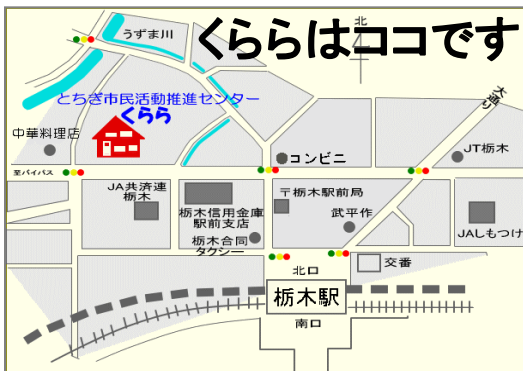 くららはココです
北
うずま川
大通り
とちぎ市民活動推進センター
くらら
中華料理店
コンビニ
JT栃木
至バイパス
JA共済連
栃木
栃木信用金庫
駅前支店
〒栃木駅前局
武平作
JAしもつけ
栃木合同
タクシー
北口
交番
栃木駅
南口